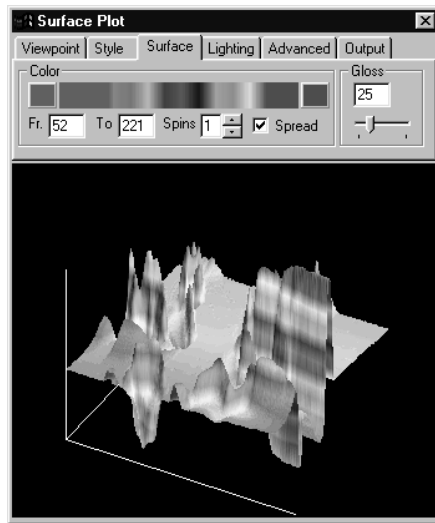 Surface Plot
Viewpoint Style Surface Lighting Advanced Output
Color Gloss
25
Fr. 52 To 221 Spins 1 Spread